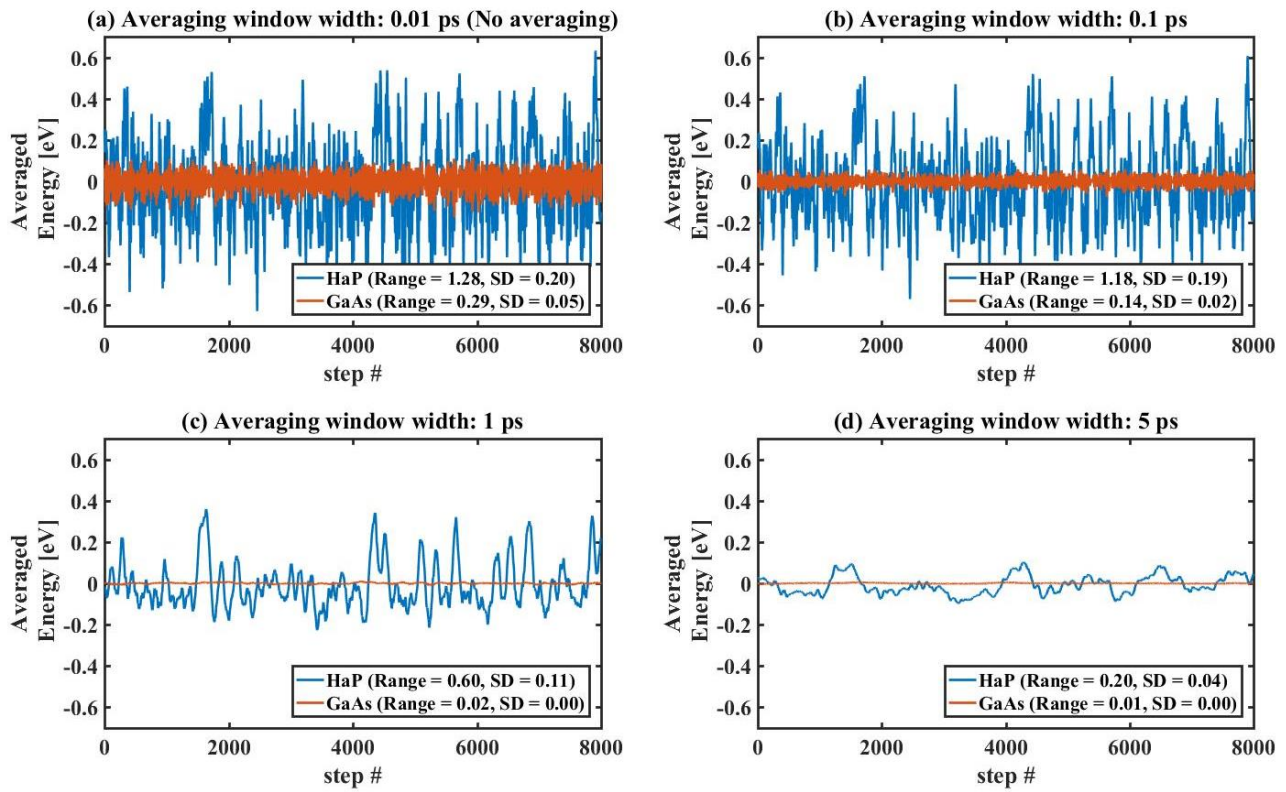 (a) Averaging window width: 0.01 ps (No averaging)
Averaged
Energy [eV]
0.6
0.4
0.2
0
-0.2
-0.4
-0.6
HaP (Range = 1.28, SD = 0.20)
GaAs (Range = 0.29, SD = 0.05)
0 2000 4000 6000 8000
step #
(b) Averaging window width: 0.1 ps
Averaged
Energy [eV]
0.6
0.4
0.2
0
-0.2
-0.4
-0.6
HaP (Range = 1.18, SD = 0.19)
GaAs (Range = 0.14, SD = 0.02)
0 2000 4000 6000 8000
step #
(c) Averaging window width: 1 ps
Averaged
Energy [eV]
0.6
0.4
0.2
0
-0.2
-0.4
-0.6
HaP (Range = 0.60, SD = 0.11)
GaAs (Range = 0.02, SD = 0.00)
0 2000 4000 6000 8000
step #
(d) Averaging window width: 5 ps
Averaged
Energy [eV]
0.6
0.4
0.2
0
-0.2
-0.4
-0.6
HaP (Range = 0.20, SD = 0.04)
GaAs (Range = 0.01, SD = 0.00)
0 2000 4000 6000 8000
step #